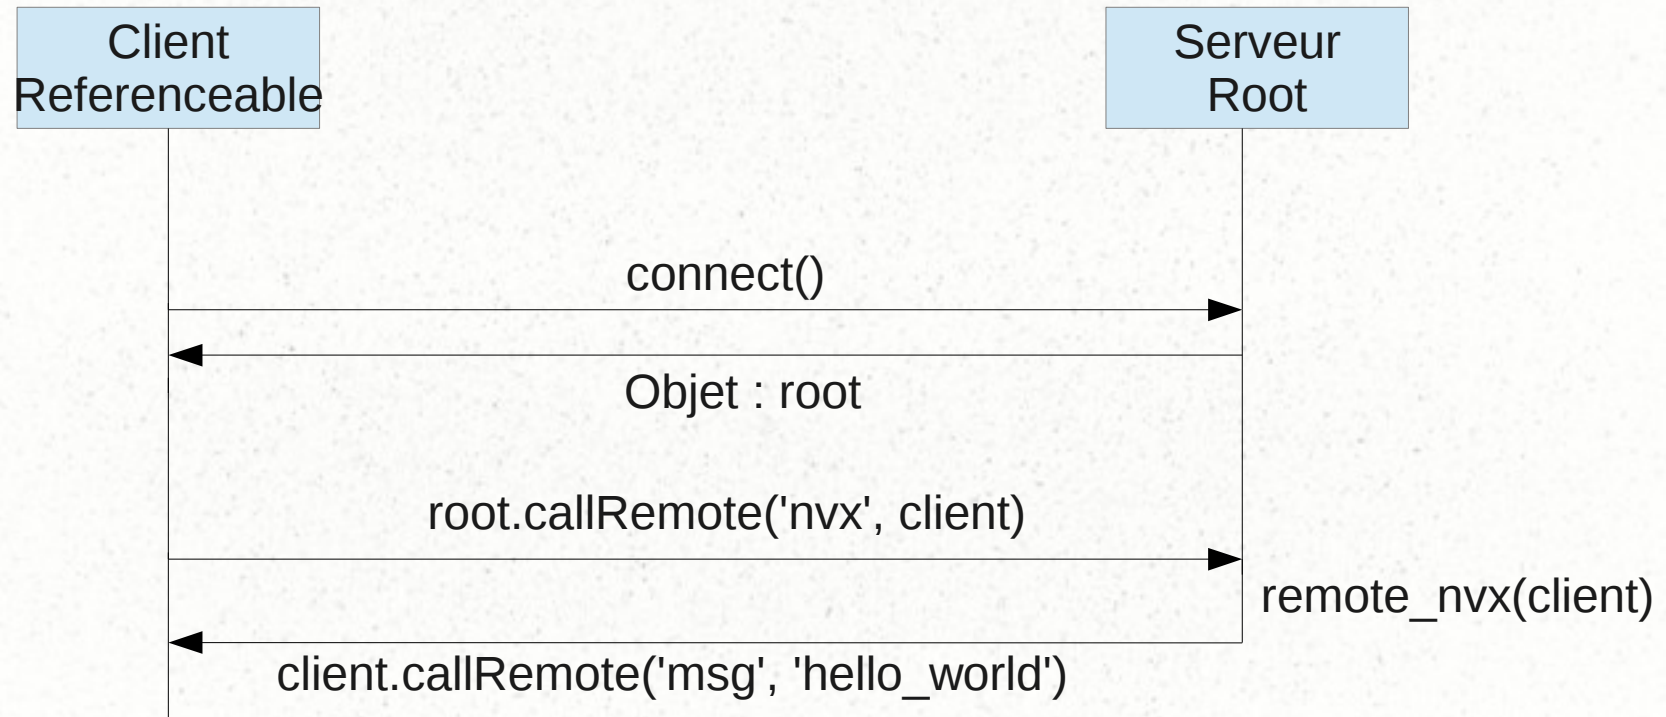 Client
Referenceable
Serveur
Root
connect()
Objet : root
root.callRemote('nvx', client)
remote_nvx(client)
client.callRemote('msg', 'hello_world')